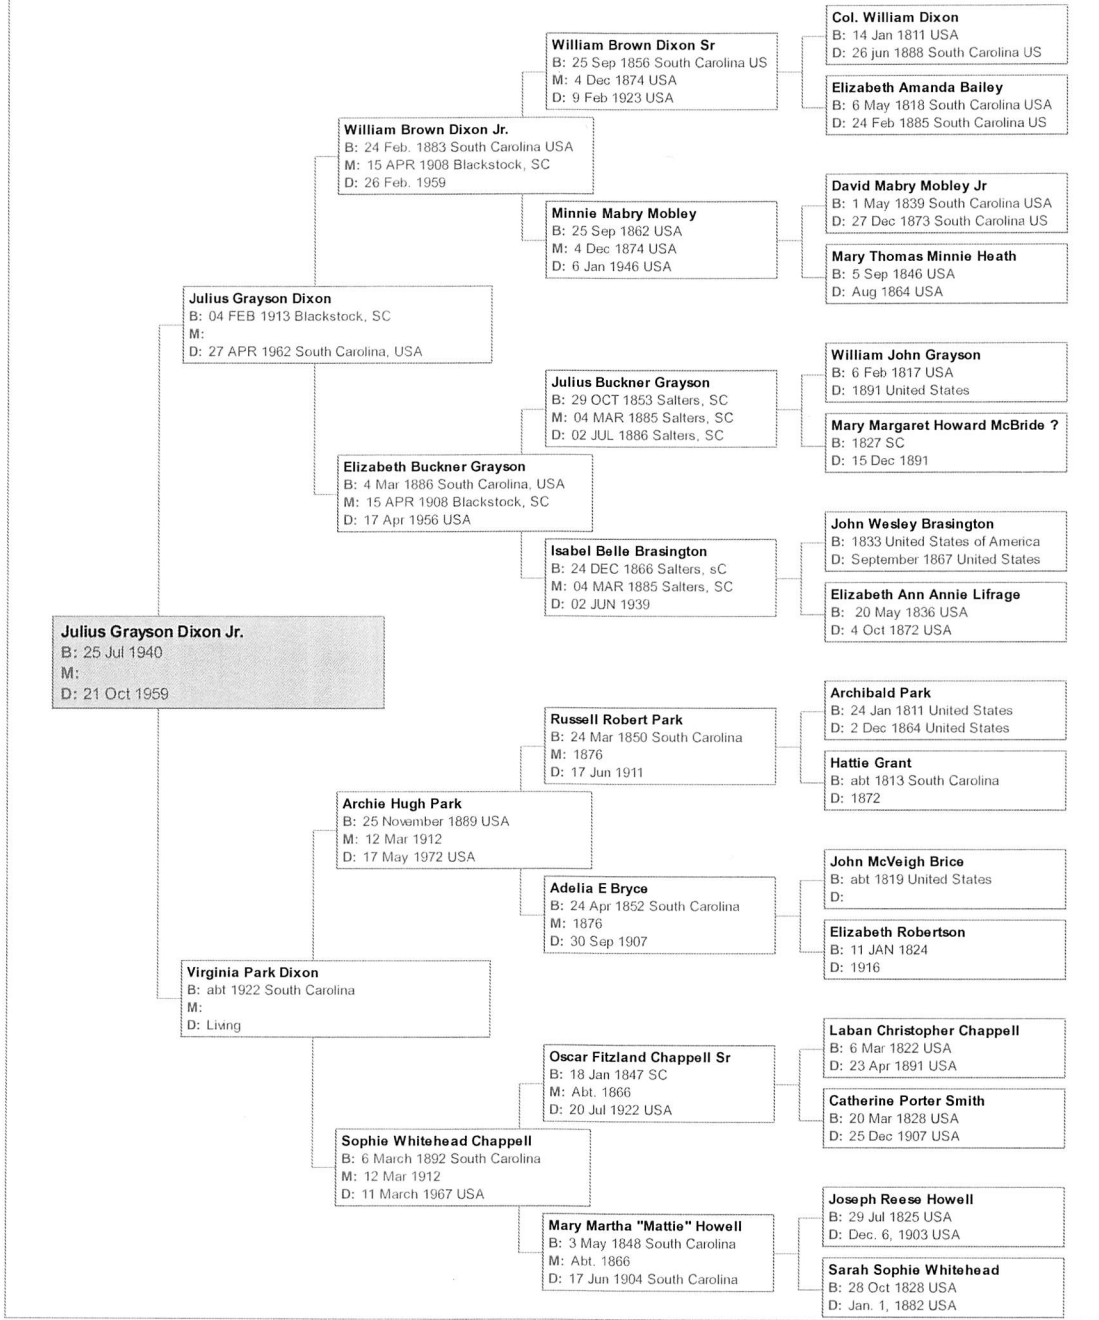 Col. William Dixon
B: 14 Jan 1811 USA
D: 26 jun 1888 South Carolina US
William Brown Dixon Sr
B: 25 Sep 1856 South Carolina US
M: 4 Dec 1874 USA
D: 9 Feb 1923 USA
Elizabeth Amanda Bailey
B: 6 May 1818 South Carolina USA
D: 24 Feb 1885 South Carolina US
William Brown Dixon Jr.
B: 24 Feb. 1883 South Carolina USA
M: 15 APR 1908 Blackstock, SC
D: 26 Feb. 1959
David Mabry Mobley Jr
B: 1 May 1839 South Carolina USA
D: 27 Dec 1873 South Carolina US
Minnie Mabry Mobley
B: 25 Sep 1862 USA
M: 4 Dec 1874 USA
D: 6 Jan 1946 USA
Mary Thomas Minnie Heath
B: 5 Sep 1846 USA
D: Aug 1864 USA
Julius Grayson Dixon
B: 04 FEB 1913 Blackstock, SC
M:
D: 27 APR 1962 South Carolina, USA
William John Grayson
B: 6 Feb 1817 USA
D: 1891 United States
Julius Buckner Grayson
B: 29 OCT 1853 Salters, SC
M: 04 MAR 1885 Salters, SC
D: 02 JUL 1886 Salters, SC
Mary Margaret Howard McBride ?
B: 1827 SC
D: 15 Dec 1891
Elizabeth Buckner Grayson
B: 4 Mar 1886 South Carolina, USA
M: 15 APR 1908 Blackstock, SC
D: 17 Apr 1956 USA
John Wesley Brasington
B: 1833 United States of America
D: September 1867 United States
Isabel Belle Brasington
B: 24 DEC 1866 Salters, sC
M: 04 MAR 1885 Salters, SC
D: 02 JUN 1939
Elizabeth Ann Annie Lifrage
B: 20 May 1836 USA
D: 4 Oct 1872 USA
Julius Grayson Dixon Jr.
B: 25 Jul 1940
M:
D: 21 Oct 1959
Archibald Park
B: 24 Jan 1811 United States
D: 2 Dec 1864 United States
Russell Robert Park
B: 24 Mar 1850 South Carolina
M: 1876
D: 17 Jun 1911
Hattie Grant
B: abt 1813 South Carolina
D: 1872
Archie Hugh Park
B: 25 November 1889 USA
M: 12 Mar 1912
D: 17 May 1972 USA
John McVeigh Brice
B: abt 1819 United States
D:
Adelia E Bryce
B: 24 Apr 1852 South Carolina
M: 1876
D: 30 Sep 1907
Elizabeth Robertson
B: 11 JAN 1824
D: 1916
Virginia Park Dixon
B: abt 1922 South Carolina
M:
D: Living
Laban Christopher Chappell
B: 6 Mar 1822 USA
D: 23 Apr 1891 USA
Oscar Fitzland Chappell Sr
B: 18 Jan 1847 SC
M: Abt. 1866
D: 20 Jul 1922 USA
Catherine Porter Smith
B: 20 Mar 1828 USA
D: 25 Dec 1907 USA
Sophie Whitehead Chappell
B: 6 March 1892 South Carolina
M: 12 Mar 1912
D: 11 March 1967 USA
Joseph Reese Howell
B: 29 Jul 1825 USA
D: Dec. 6, 1903 USA
Mary Martha "Mattie" Howell
B: 3 May 1848 South Carolina
M: Abt. 1866
D: 17 Jun 1904 South Carolina
Sarah Sophie Whitehead
B: 28 Oct 1828 USA
D: Jan. 1, 1882 USA